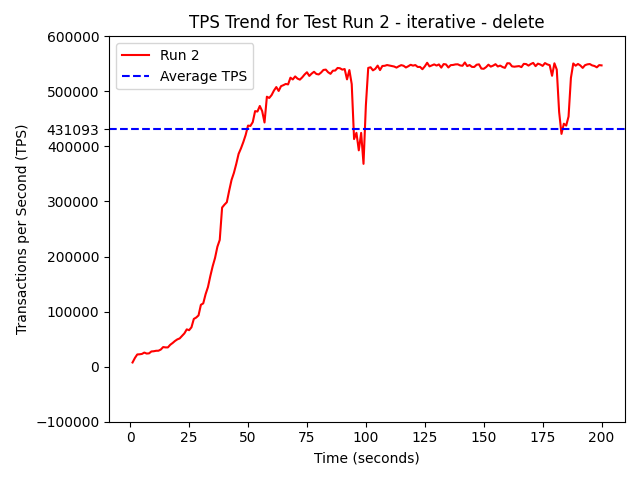 TPS Trend for Test Run 2 - iterative - delete
Run 2
Average TPS
600000
500000
431093
400000
300000
200000
100000
0
−100000
Transactions per Second (TPS)
0 25 50 75 100 125 150 175 200
Time (seconds)